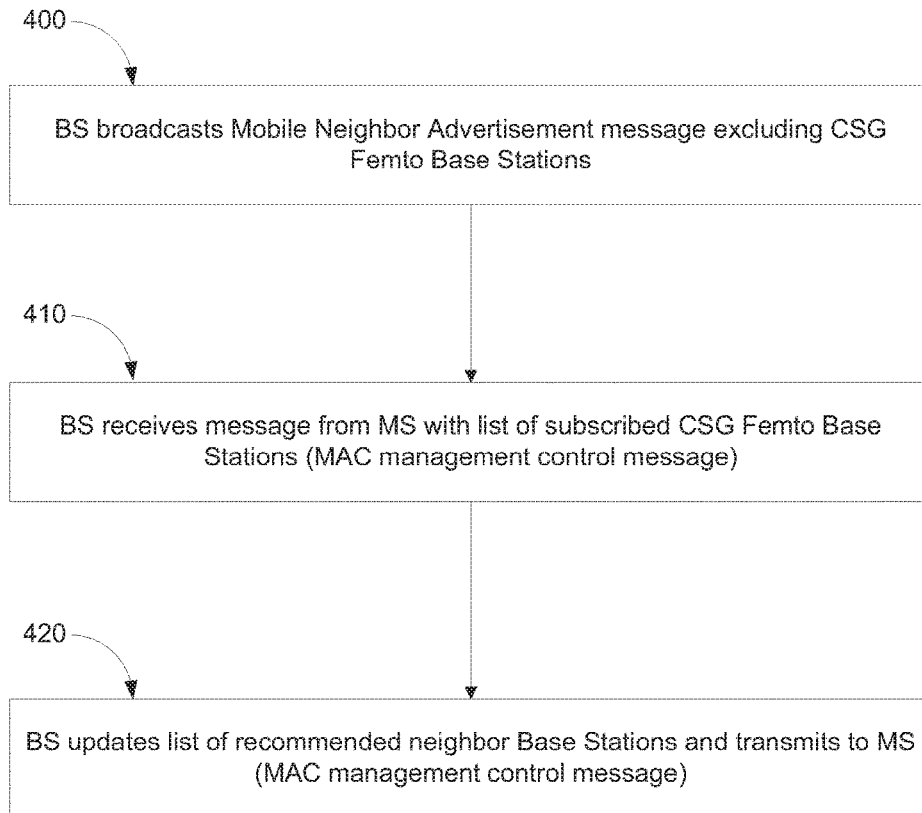 400
BS broadcasts Mobile Neighbor Advertisement message excluding CSG
Femto Base Stations
410
BS receives message from MS with list of subscribed CSG Femto Base
Stations (MAC management control message)
420
BS updates list of recommended neighbor Base Stations and transmits to MS
(MAC management control message)